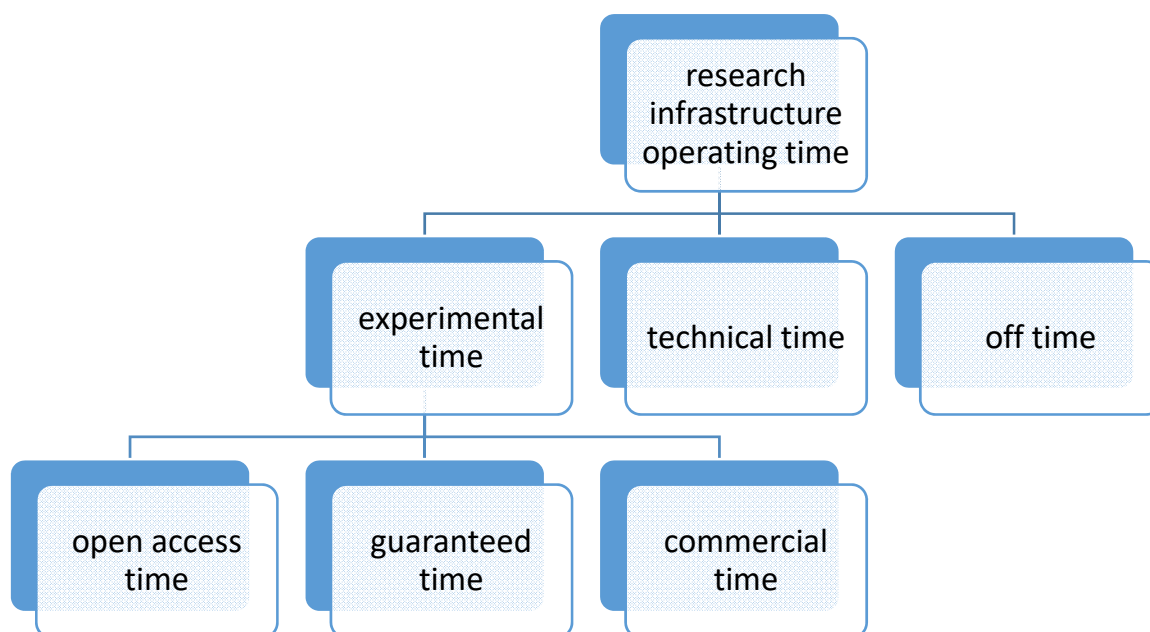 research
infrastructure
operating time
experimental
time
technical time
off time
open access
time
guaranteed
time
commercial
time